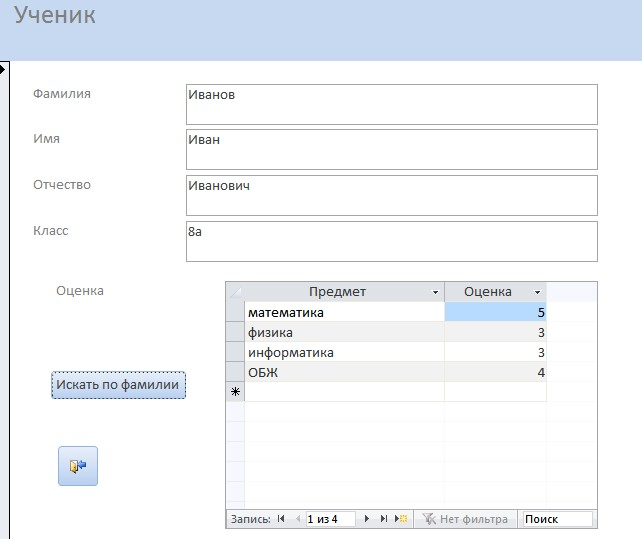 Ученик
Фамилия Иванов
Имя Иван
Отчество Иванович
Класс 8а
Оценка
Предмет Оценка
математика 5
физика 3
информатика 3
ОБЖ 4
Искать по фамилии
Запись: 1 из 4 Нет фильтра Поиск